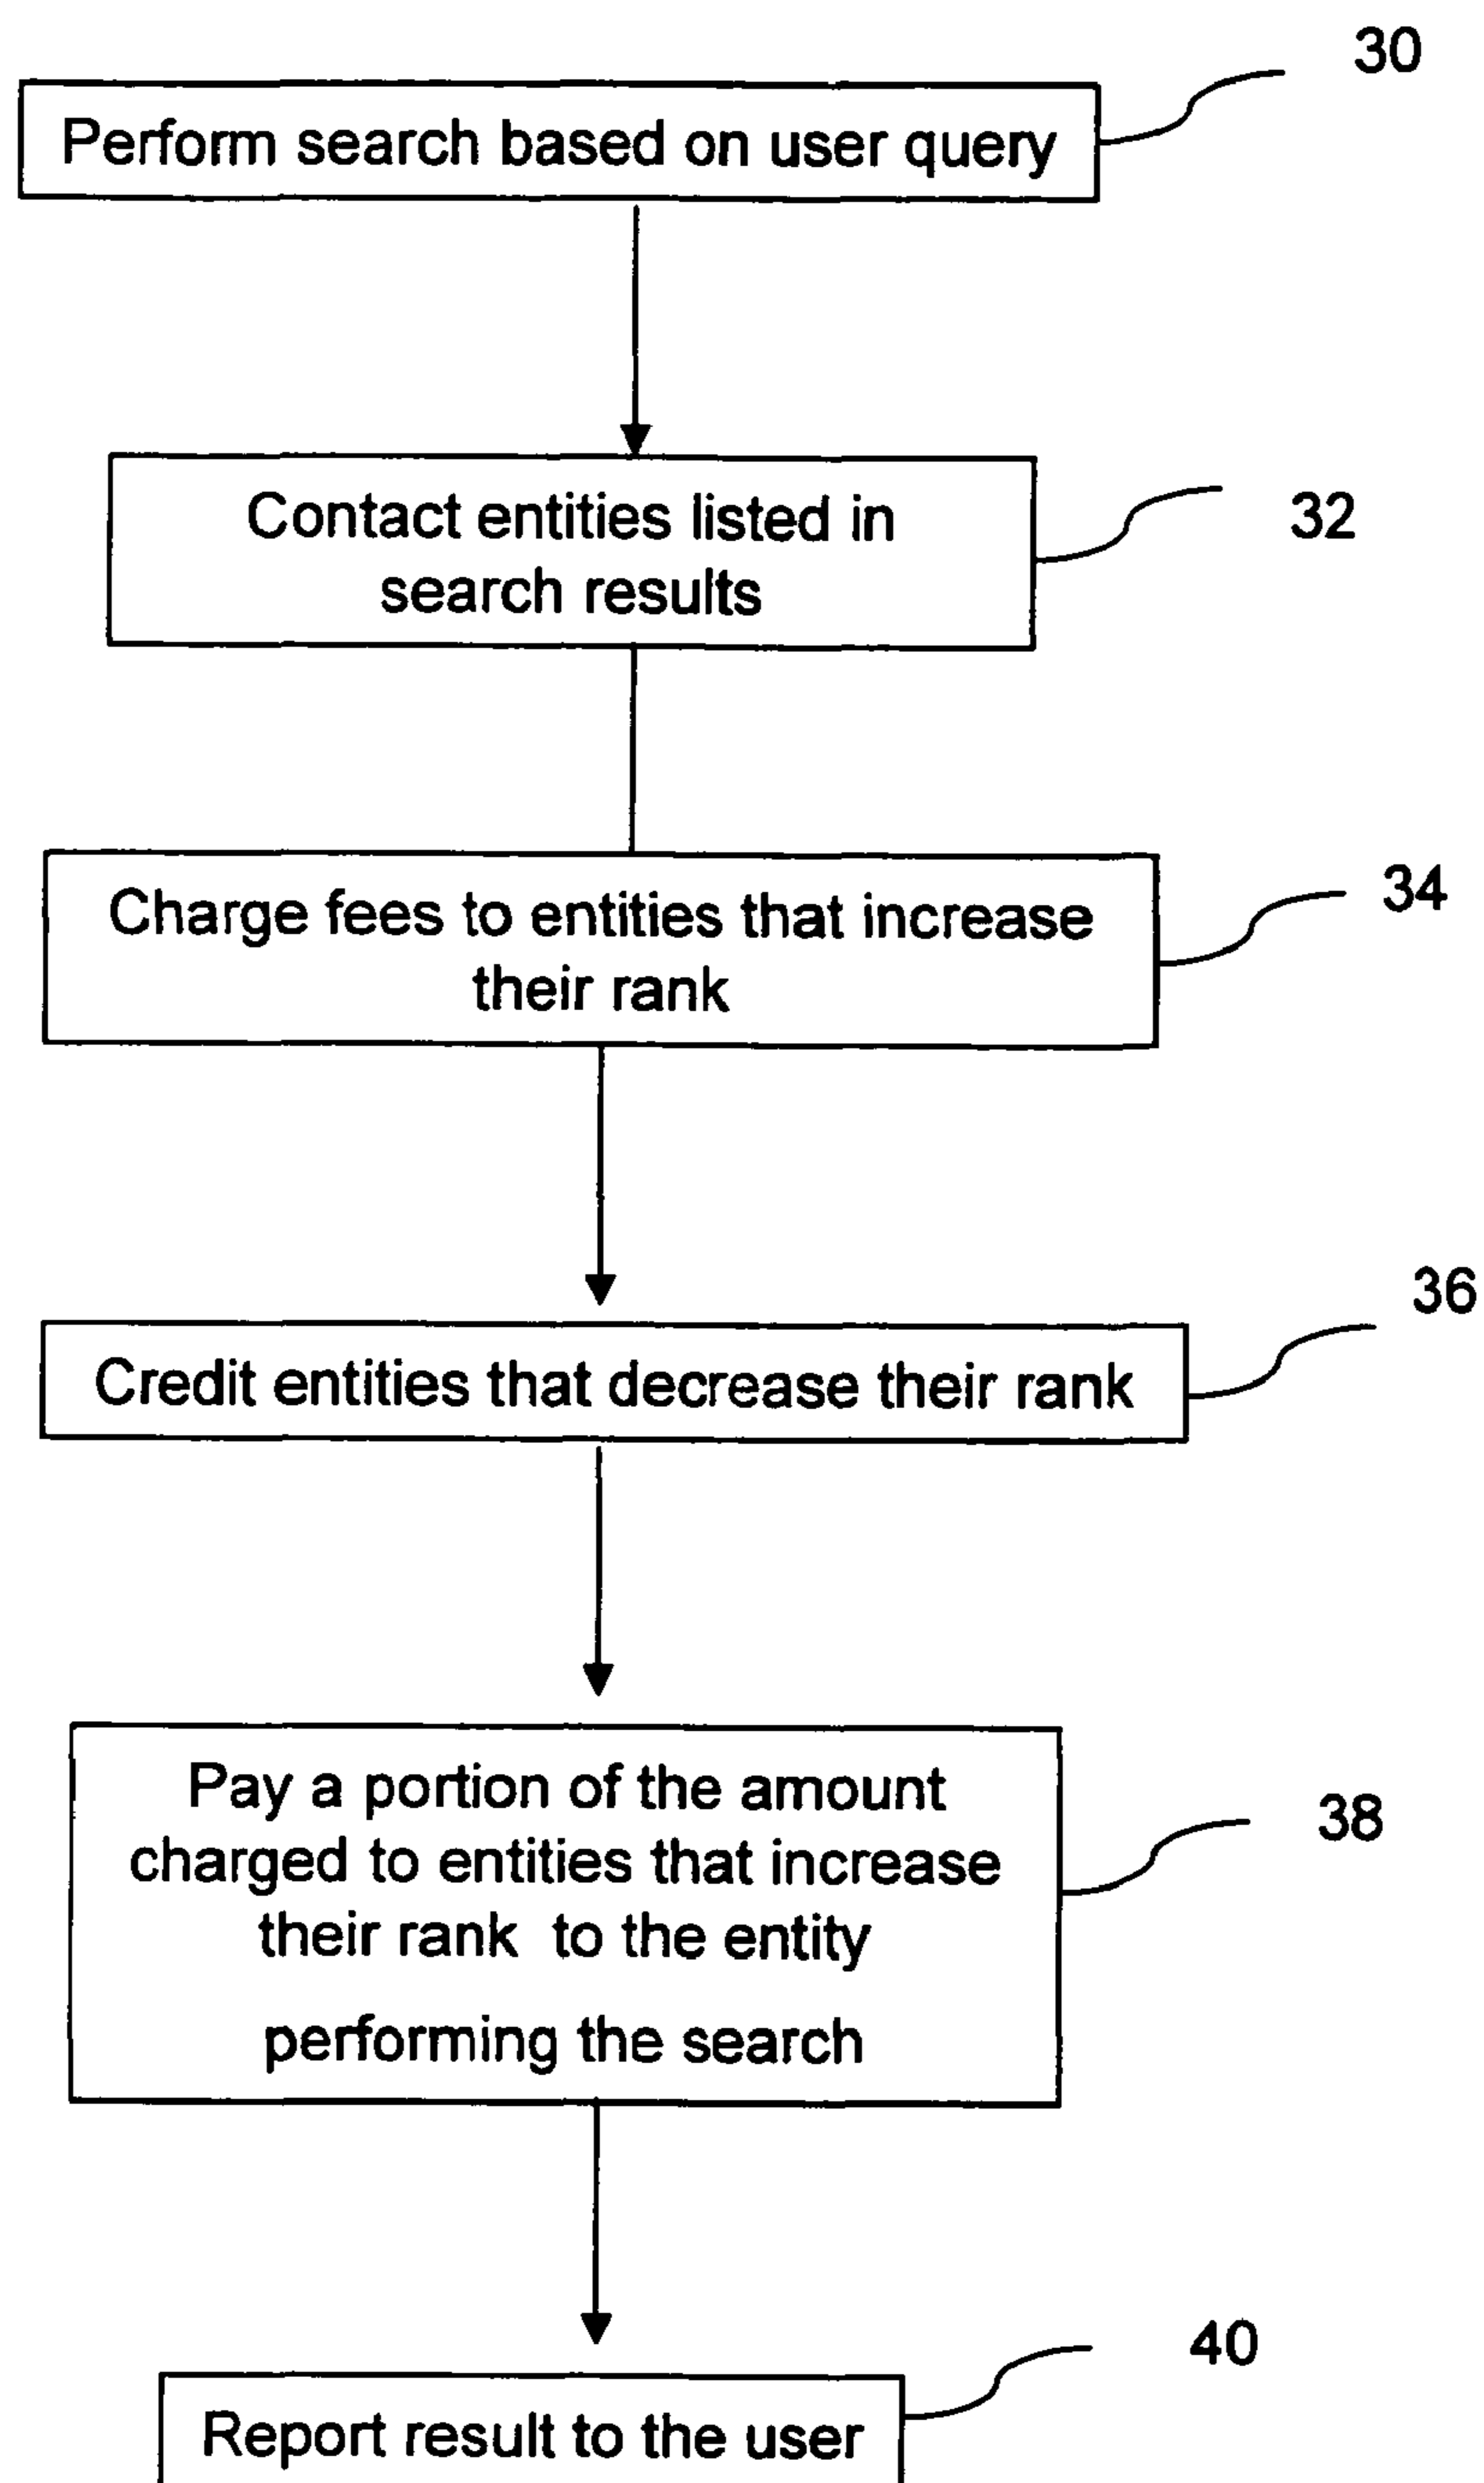 30
Perform search based on user query
Contact entities listed in
search results
32
Charge fees to entities that increase
their rank
34
36
Credit entities that decrease their rank
Pay a portion of the amount
charged to entities that increase
their rank to the entity
performing the search
38
40
Report result to the user